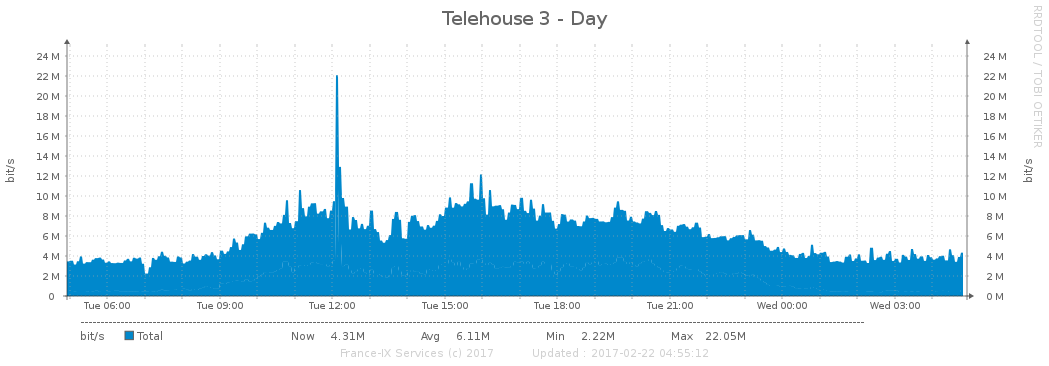 Telehouse 3 - Day
RRDTOOL / TOBI OETIKER
24 M 24 M
22 M 22 M
20 M 20 M
18 M 18 M
16 M 16 M
14 M 14 M
12 M 12 M
10 M 10 M
8 M 8 M
6 M 6 M
4 M 4 M
2 M 2 M
0 0 M
bit/s bit/s
Tue 06:00 Tue 09:00 Tue 12:00 Tue 15:00 Tue 18:00 Tue 21:00 Wed 00:00 Wed 03:00
bit/s Total Now 4.31M Avg 6.11M Min 2.22M Max 22.05M
France-IX Services (c) 2017 Updated : 2017-02-22 04:55:12